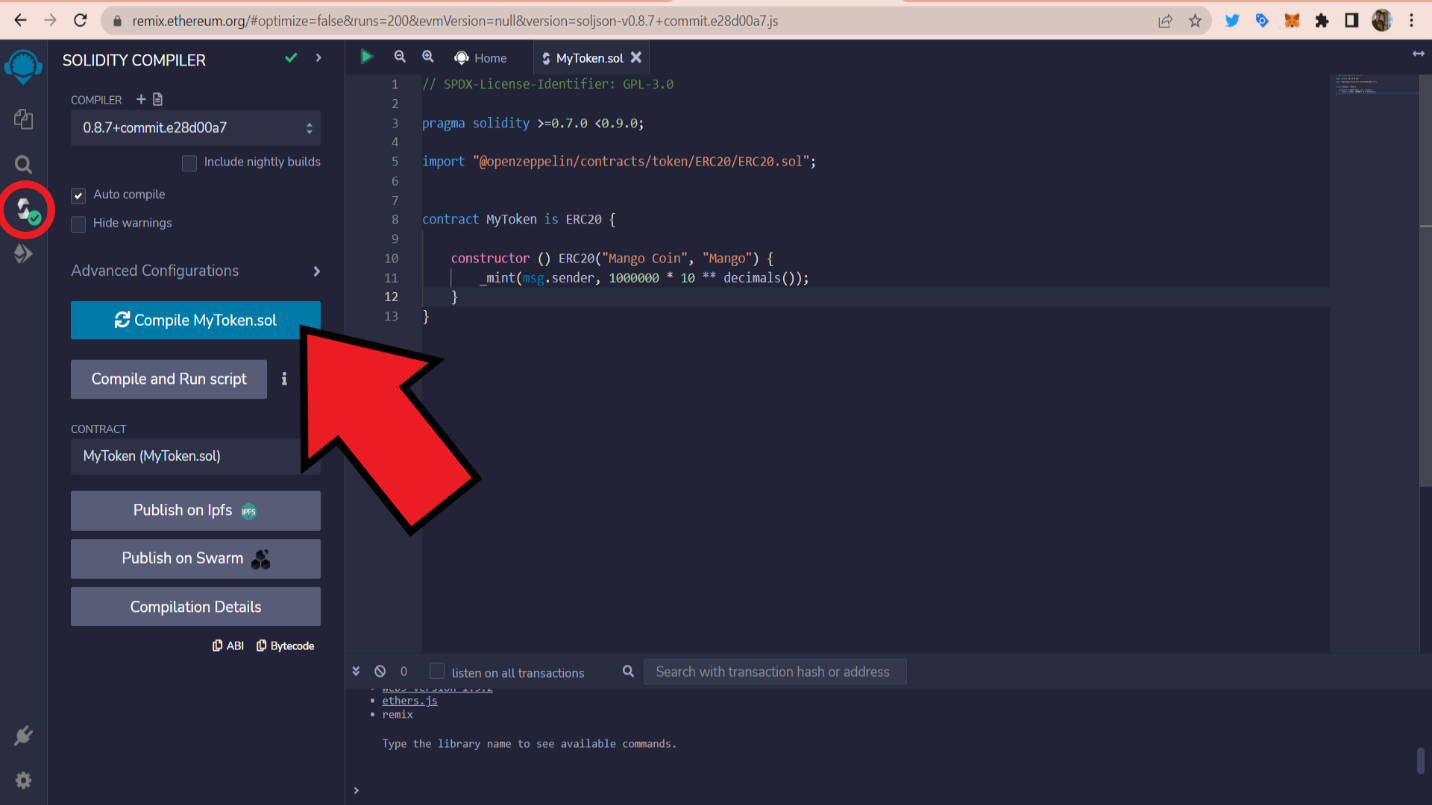 remix.ethereum.org/#optimize=false&runs=200&evmVersion=null&version=soljson-v0.8.7+commit.e28d00a7.js
SOLIDITY COMPILER
COMPILER
0.8.7+commit.e28d00a7
Include nightly builds
Auto compile
Hide warnings
Advanced Configurations
Compile MyToken.sol
Compile and Run script
CONTRACT
MyToken (MyToken.sol)
Publish on Ipfs
IPFS
Publish on Swarm
Compilation Details
ABI Bytecode
Home MyToken.sol
1 // SPDX-License-Identifier: GPL-3.0
2
3 pragma solidity >=0.7.0 <0.9.0;
4
5 import "@openzeppelin/contracts/token/ERC20/ERC20.sol";
6
7
8 contract MyToken is ERC20 {
9
10 constructor () ERC20("Mango Coin", "Mango") {
11 _mint(msg.sender, 1000000 * 10 ** decimals());
12 }
13 }
0 listen on all transactions Search with transaction hash or address
• ethers.js
• remix
Type the library name to see available commands.
>